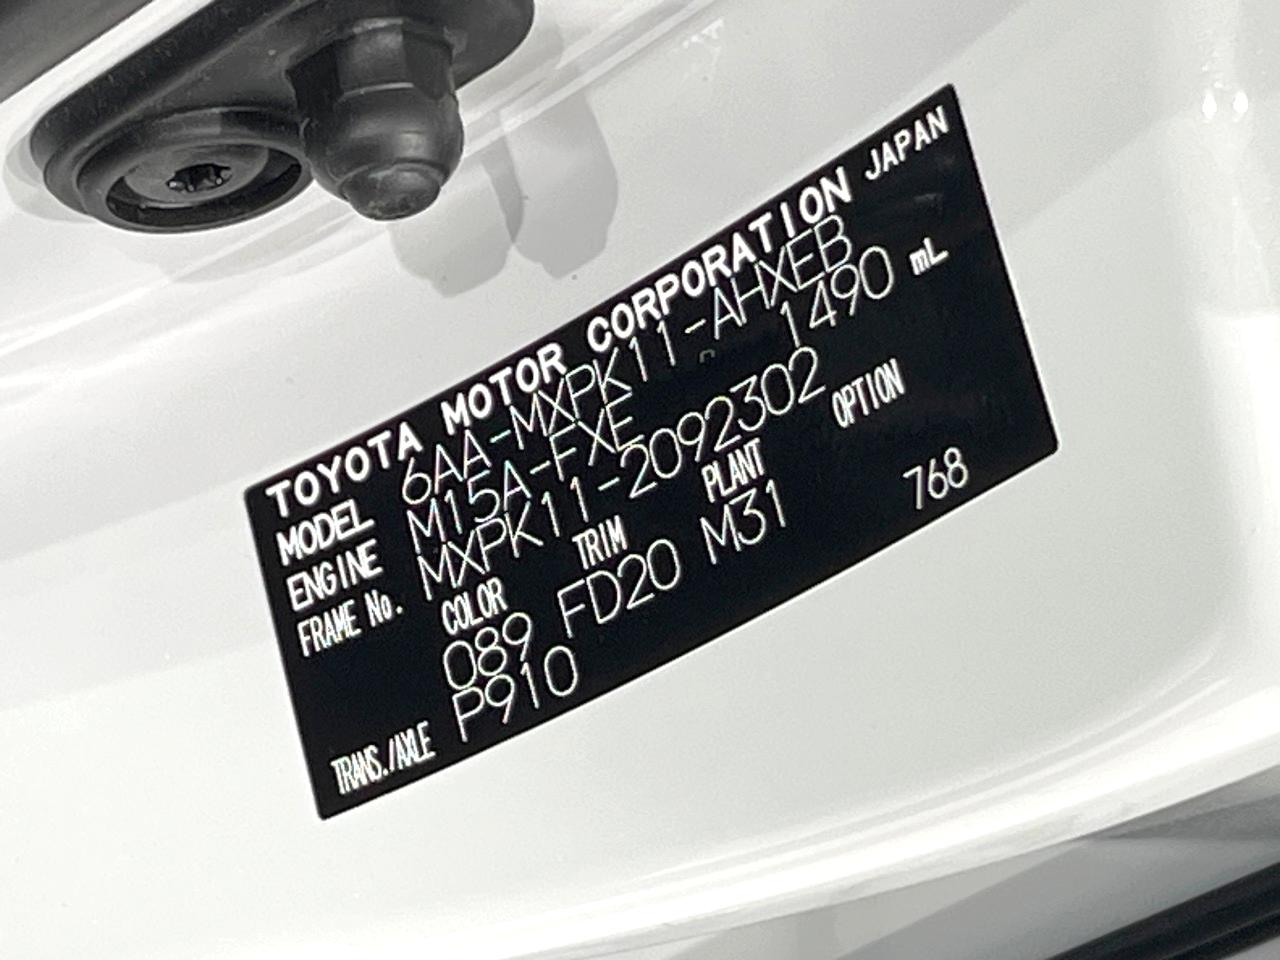 TOYOTA MOTOR CORPORATION JAPAN
MODEL 6AA-MXPK11-AHXEB
ENGINE M15A-FXE 1490 mL
FRAME No. MXPK11-2092302
COLOR TRIM PLANT OPTION
089 FD20 M31 768
TRANS./AXLE P910